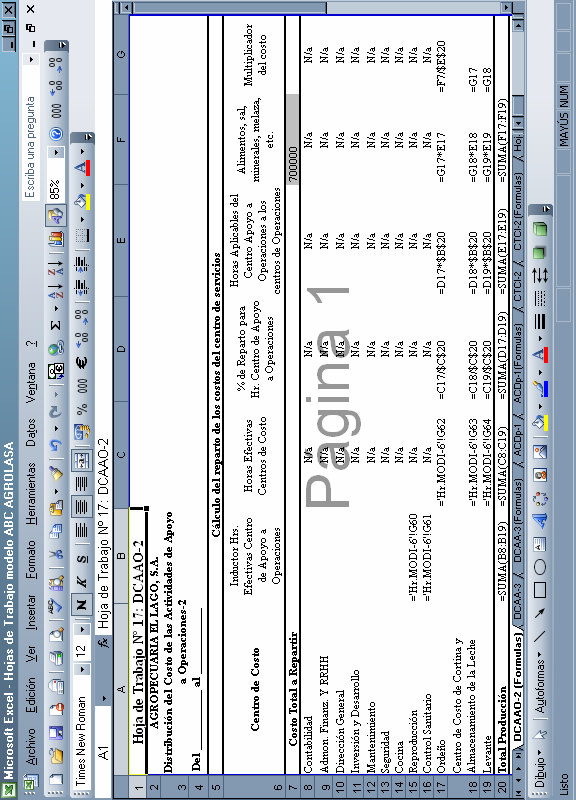 Microsoft Excel - Hojas de Trabajo modelo ABC AGROLASA
Archivo Edición Ver Insertar Formato Herramientas Datos Ventana ?
Escriba una pregunta
85%
000
Times New Roman 12 N K S % 000 €
A1 fx Hoja de Trabajo Nº 17: DCAAO-2
A B C D E F G
1 Hoja de Trabajo Nº 17: DCAAO-2
2 AGROPECUARIA EL LAGO, S.A.
Distribución del Costo de las Actividades de Apoyo
3 a Operaciones-2
4 Del al
5 Cálculo del reparto de los costos del centro de servicios
6 Centro de Costo Inductor Hrs. Efectivas Centro de Apoyo a Operaciones Horas Efectivas Centros de Costo % de Reparto para Hr. Centro de Apoyo a Operaciones Horas Aplicables del Centro Apoyo a Operaciones a los centros de Operaciones Alimentos, sal, minerales, melaza, etc. Multiplicador del costo
7 Costo Total a Repartir 700000
8 Contabilidad N/a N/a N/a N/a N/a
9 Admon. Finanz. Y RRHH N/a N/a N/a N/a N/a
10 Dirección General N/a N/a N/a N/a N/a
11 Inversión y Desarrollo N/a N/a N/a N/a N/a
12 Mantenimiento N/a N/a N/a N/a N/a
13 Seguridad N/a N/a N/a N/a N/a
14 Cocina N/a N/a N/a N/a N/a
15 Reproducción ='Hr.MODI-6'!G60 N/a N/a N/a N/a N/a
16 Control Sanitario ='Hr.MODI-6'!G61 N/a N/a N/a N/a N/a
17 Ordeño ='Hr.MODI-6'!G62 =C17/$C$20 =D17*$B$20 =G17*E17 =F7/$E$20
Centro de Costo de Cortina y
18 Almacenamiento de la Leche ='Hr.MODI-6'!G63 =C18/$C$20 =D18*$B$20 =G18*E18 =G17
19 Levante ='Hr.MODI-6'!G64 =C19/$C$20 =D19*$B$20 =G19*E19 =G18
20 Total Producción =SUMA(B8:B19) =SUMA(C8:C19) =SUMA(D17:D19) =SUMA(E17:E19) =SUMA(F17:F19)
Página 1
DCAAO-2 (Formulas) DCAA-3 DCAA-3 (Formulas) ACDp-1 ACDp-1 (Formulas) CTCI-2 CTCI-2 (Formulas) Hoj
Dibujo Autoformas
Listo MAYÚS NUM